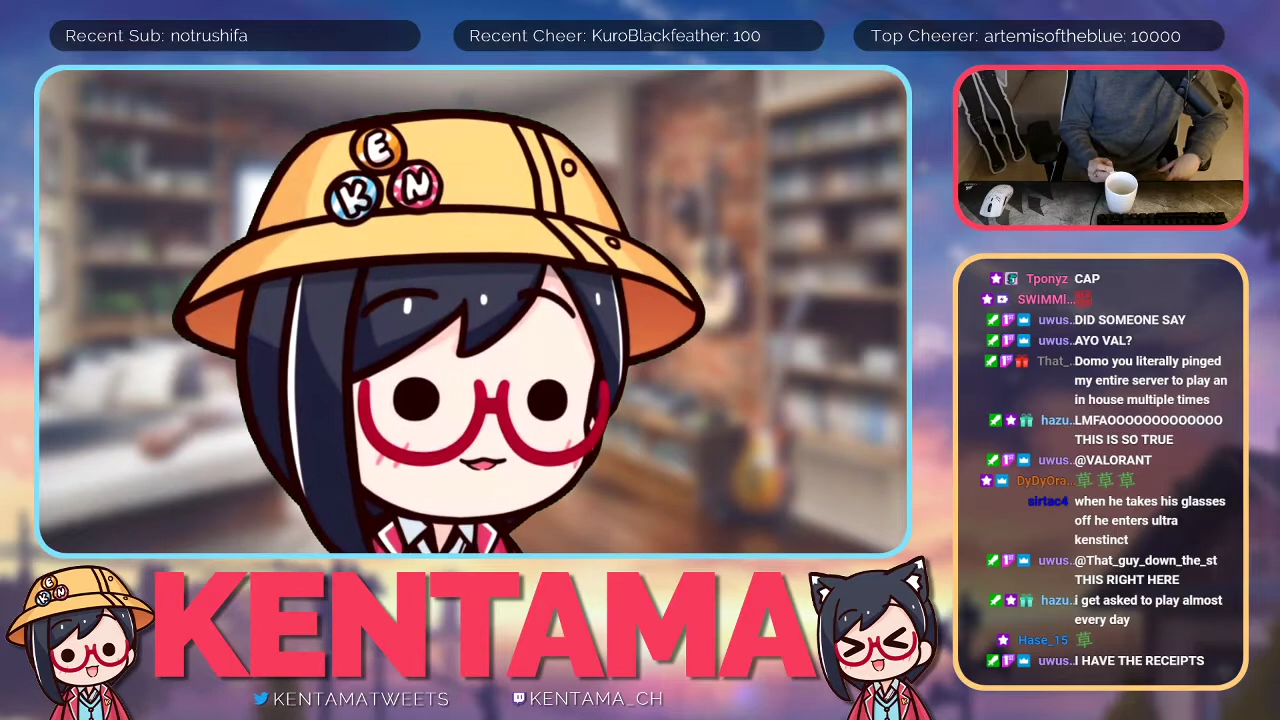 Recent Sub: notrushifa
Recent Cheer: KuroBlackfeather: 100
Top Cheerer: artemisoftheblue: 10000
E
K N
Tponyz CAP
SWIMMi...
uwus.. DID SOMEONE SAY
uwus.. AYO VAL?
That_.. Domo you literally pinged
my entire server to play an
in house multiple times
hazu.. LMFAOOOOOOOOOOOOO
THIS IS SO TRUE
uwus.. @VALORANT
DyDyOra.. 草 草 草
sirtac4 when he takes his glasses
off he enters ultra
kenstinct
uwus.. @That_guy_down_the_st
THIS RIGHT HERE
hazu.. i get asked to play almost
every day
Hase_15 草
uwus.. I HAVE THE RECEIPTS
E
K N
KENTAMA
KENTAMATWEETS
KENTAMA_CH